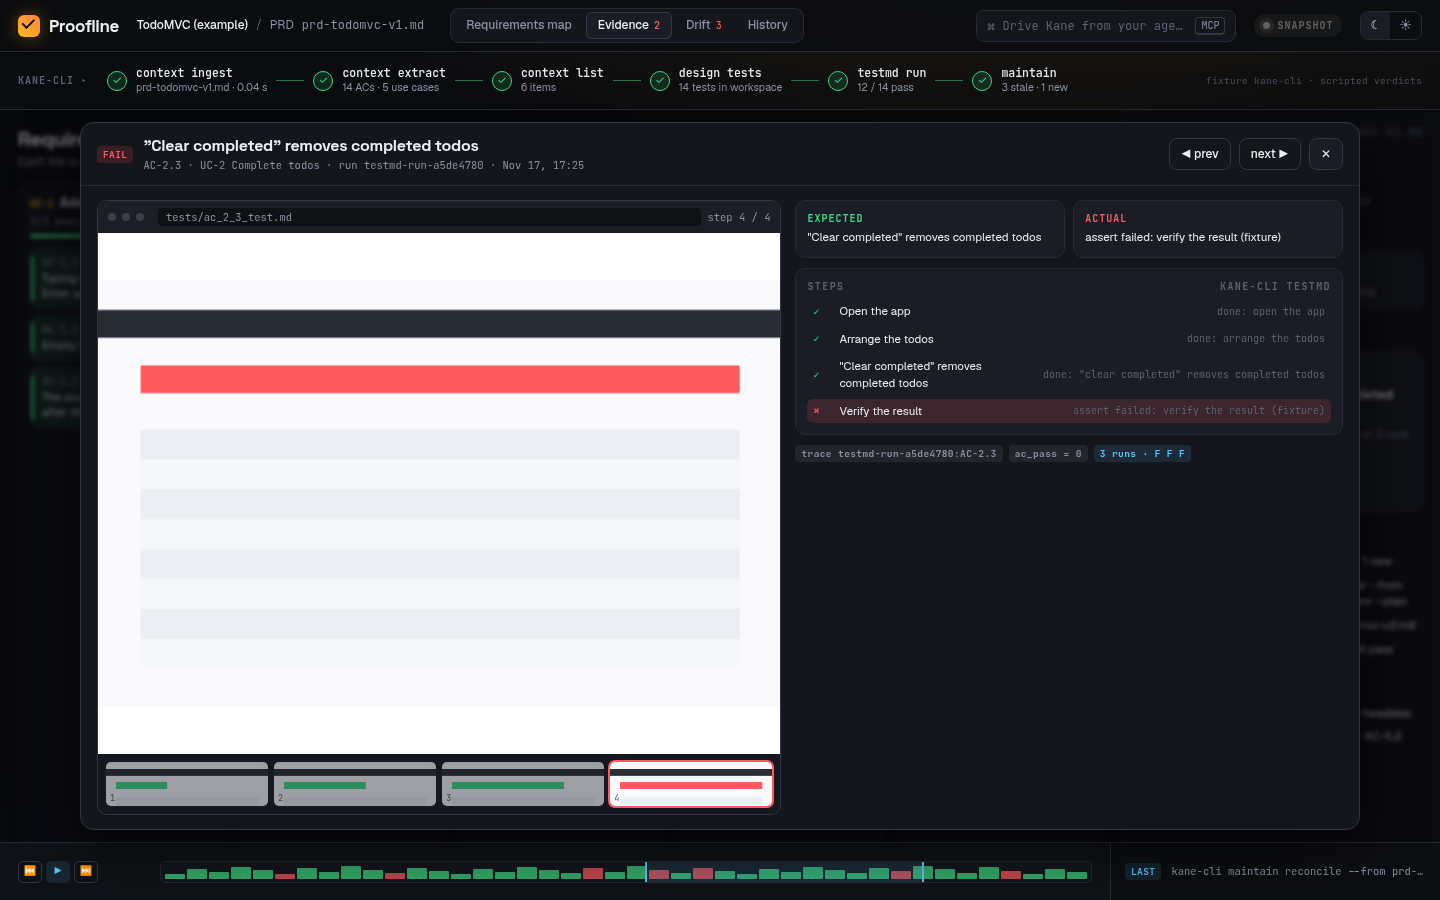 Proofline TodoMVC (example) / PRD prd-todomvc-v1.md Requirements map Evidence 2 Drift 3 History ⌘ Drive Kane from your age… MCP SNAPSHOT
KANE-CLI
context ingest
prd-todomvc-v1.md · 0.04 s
context extract
14 ACs · 5 use cases
context list
6 items
design tests
14 tests in workspace
testmd run
12 / 14 pass
maintain
3 stale · 1 new
fixture kane-cli · scripted verdicts
FAIL
"Clear completed" removes completed todos
AC-2.3 · UC-2 Complete todos · run testmd-run-a5de4780 · Nov 17, 17:25
◀ prev
next ▶
✕
tests/ac_2_3_test.md
step 4 / 4
1
2
3
4
EXPECTED
"Clear completed" removes completed todos
ACTUAL
assert failed: verify the result (fixture)
STEPS
KANE-CLI TESTMD
✓ Open the app done: open the app
✓ Arrange the todos done: arrange the todos
✓ "Clear completed" removes
completed todos
done: "clear completed" removes completed todos
× Verify the result assert failed: verify the result (fixture)
trace testmd-run-a5de4780:AC-2.3
ac_pass = 0
3 runs · F F F
LAST
kane-cli maintain reconcile --from prd-…